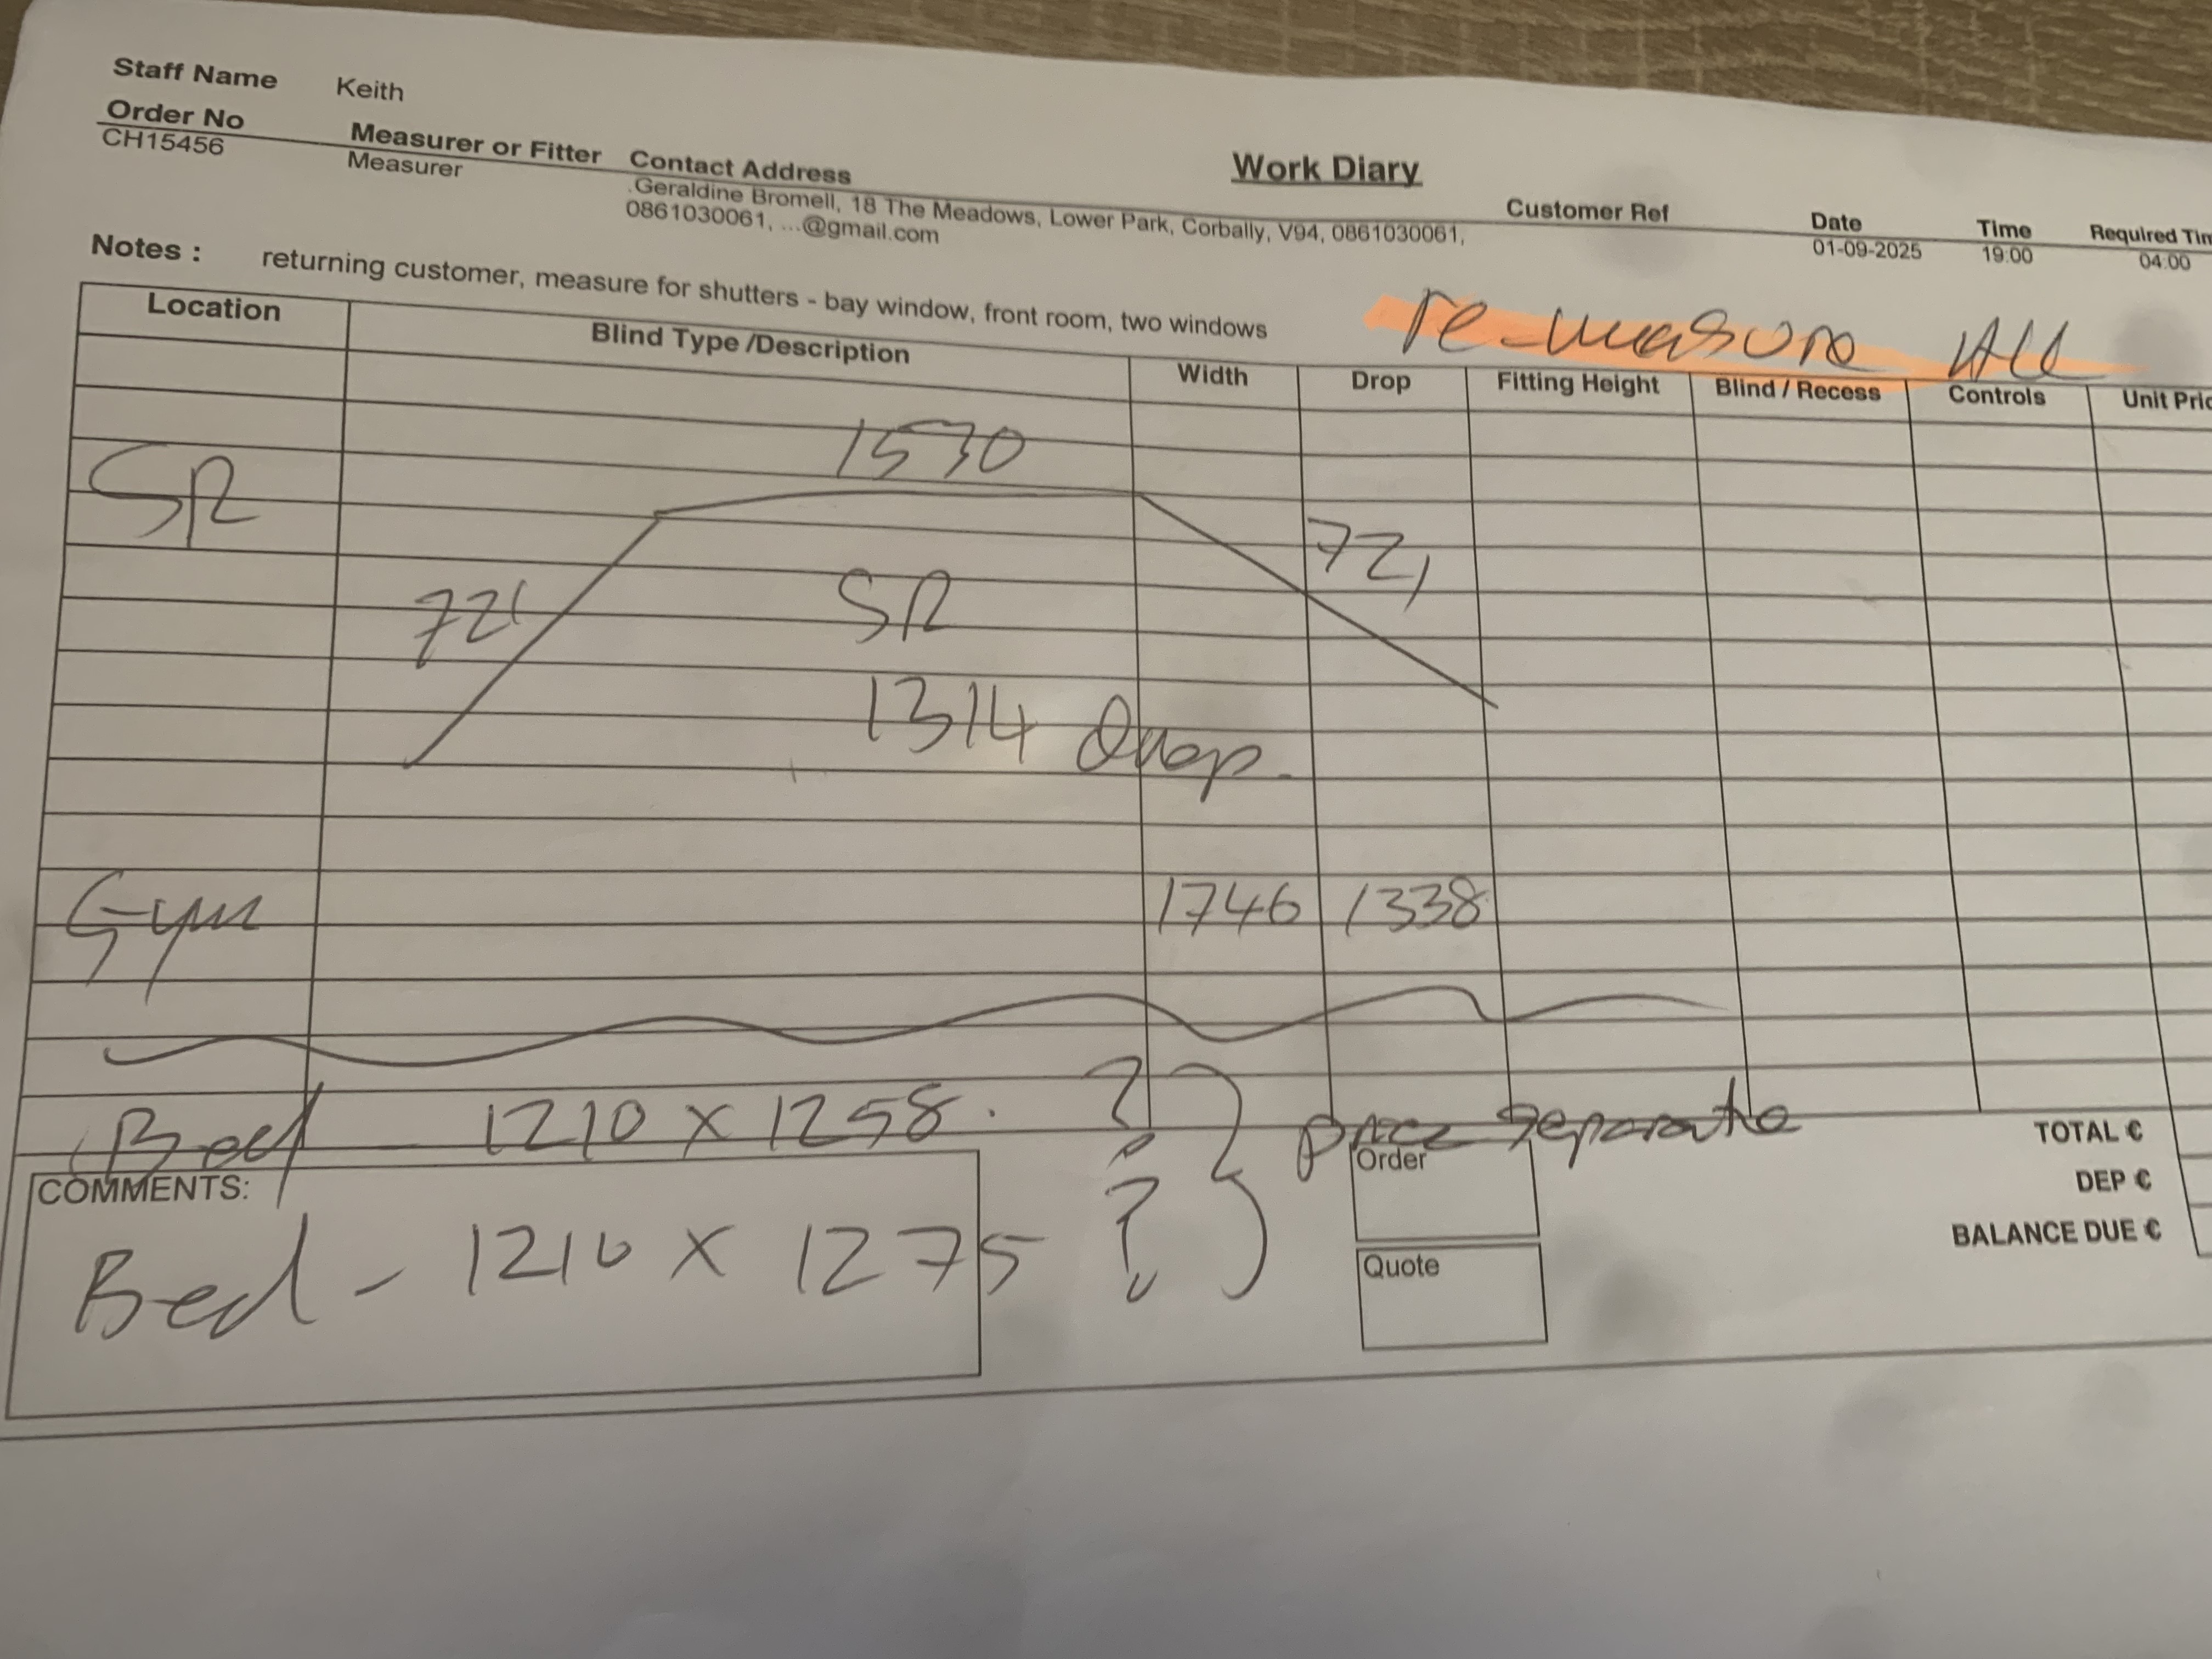 Staff Name Keith
Work Diary
Order No Measurer or Fitter Contact Address Customer Ref Date Time Required Tim
CH15456 Measurer .Geraldine Bromell, 18 The Meadows, Lower Park, Corbally, V94, 0861030061, 01-09-2025 19:00 04:00
0861030061, ...@gmail.com
Notes : returning customer, measure for shutters - bay window, front room, two windows
re-measure All
Location Blind Type /Description Width Drop Fitting Height Blind / Recess Controls Unit Pric
1530
SR
721 SR 721
1314 Drop.
Gym 1746 1338
Bed 1210 x 1258. ? } price separate
TOTAL €
COMMENTS: Order DEP €
Bed - 1210 x 1275 ? BALANCE DUE €
Quote